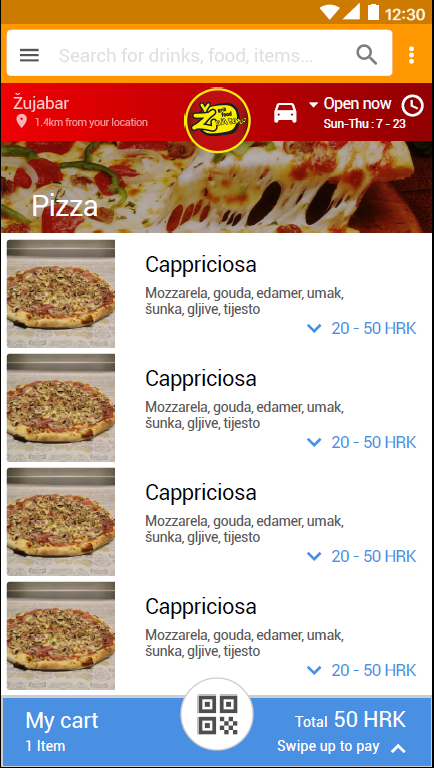 12:30
Search for drinks, food, items...
Žujabar
1.4km from your location
Open now
Sun-Thu : 7 - 23
Pizza
Cappriciosa
Mozzarela, gouda, edamer, umak,
šunka, gljive, tijesto
20 - 50 HRK
Cappriciosa
Mozzarela, gouda, edamer, umak,
šunka, gljive, tijesto
20 - 50 HRK
Cappriciosa
Mozzarela, gouda, edamer, umak,
šunka, gljive, tijesto
20 - 50 HRK
Cappriciosa
Mozzarela, gouda, edamer, umak,
šunka, gljive, tijesto
20 - 50 HRK
My cart
Total 50 HRK
1 Item
Swipe up to pay